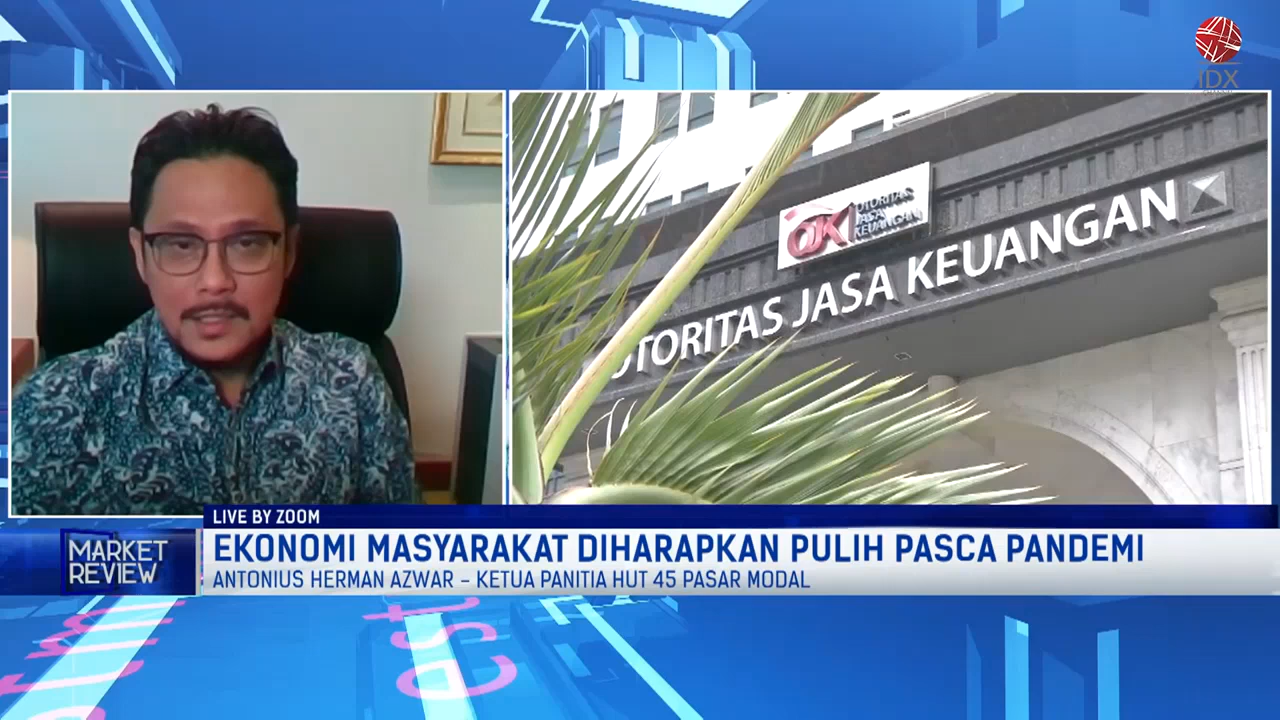 IDX
OTORITAS
JASA
KEUANGAN
OTORITAS JASA KEUANGAN
LIVE BY ZOOM
MARKET
REVIEW
EKONOMI MASYARAKAT DIHARAPKAN PULIH PASCA PANDEMI
ANTONIUS HERMAN AZWAR – KETUA PANITIA HUT 45 PASAR MODAL